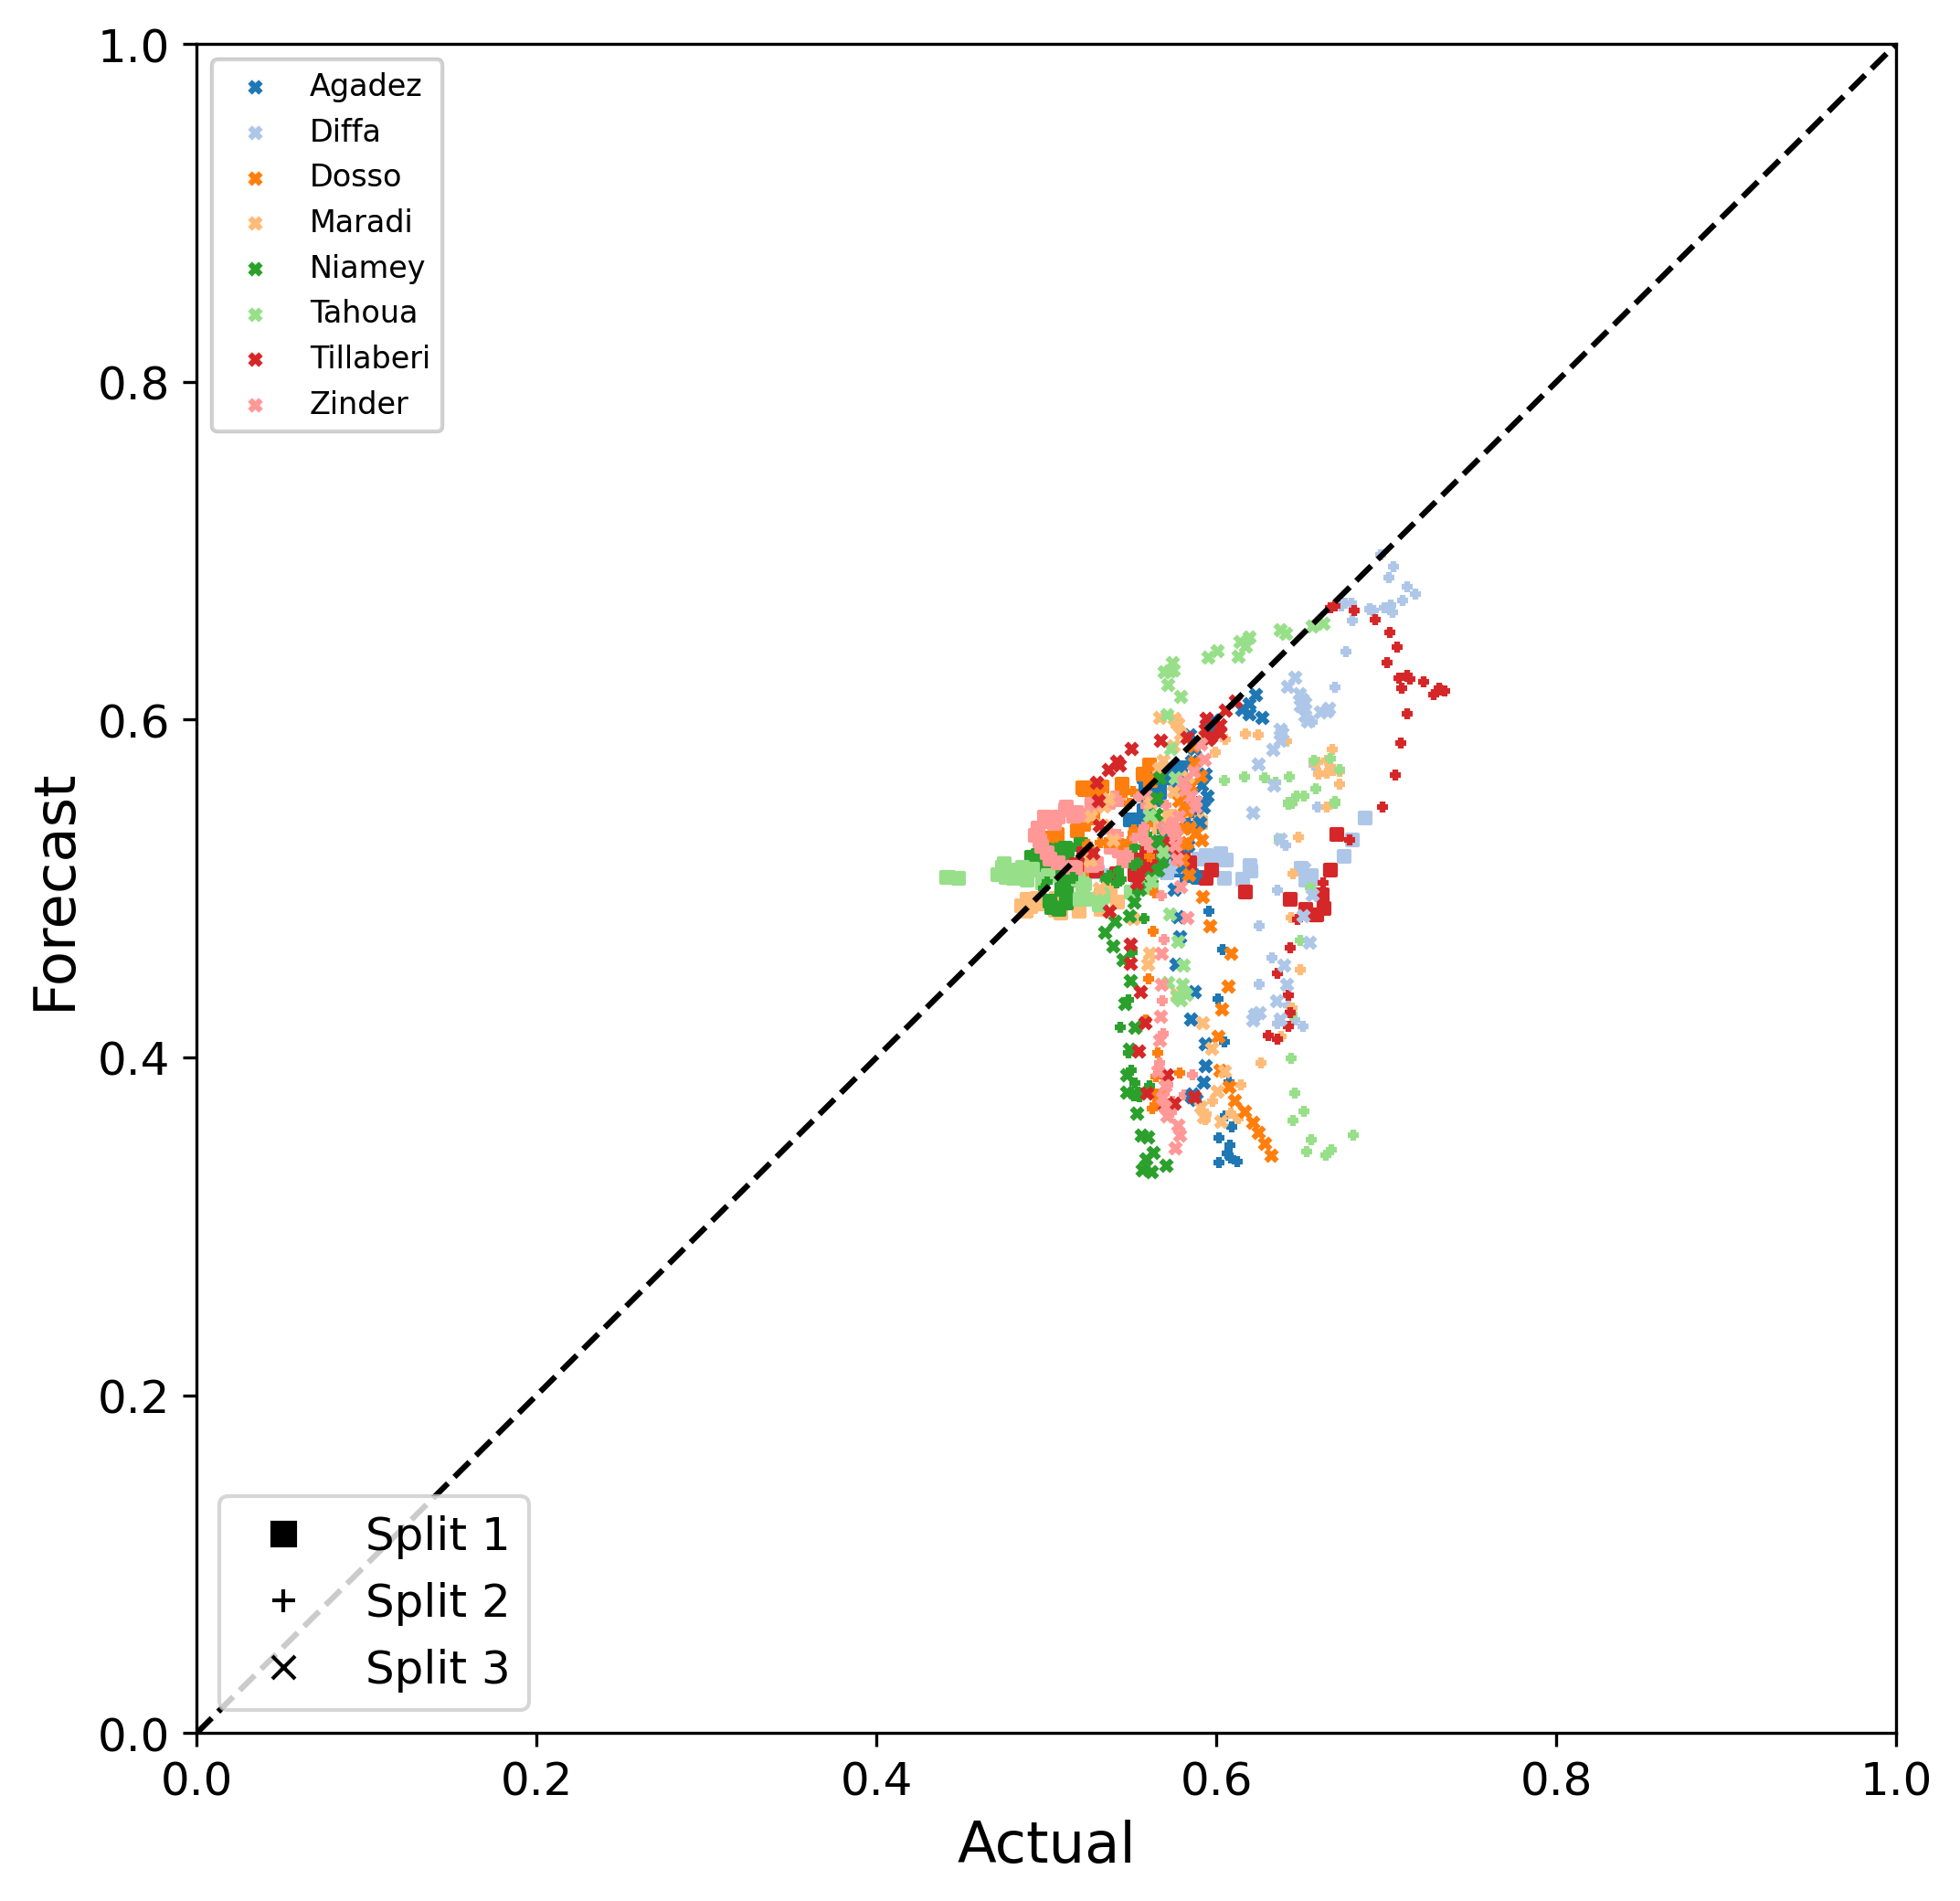 1.0
0.8
0.6
0.4
0.2
0.0
Forecast
Agadez
Diffa
Dosso
Maradi
Niamey
Tahoua
Tillaberi
Zinder
Split 1
Split 2
Split 3
0.0 0.2 0.4 0.6 0.8 1.0
Actual